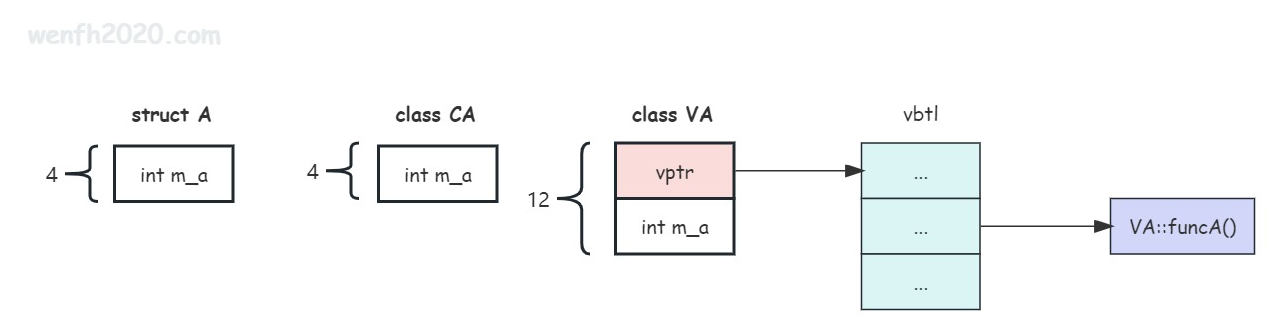 wenfh2020.com
struct A
class CA
class VA
vbtl
4
int m_a
4
int m_a
12
vptr
int m_a
...
...
...
VA::funcA()